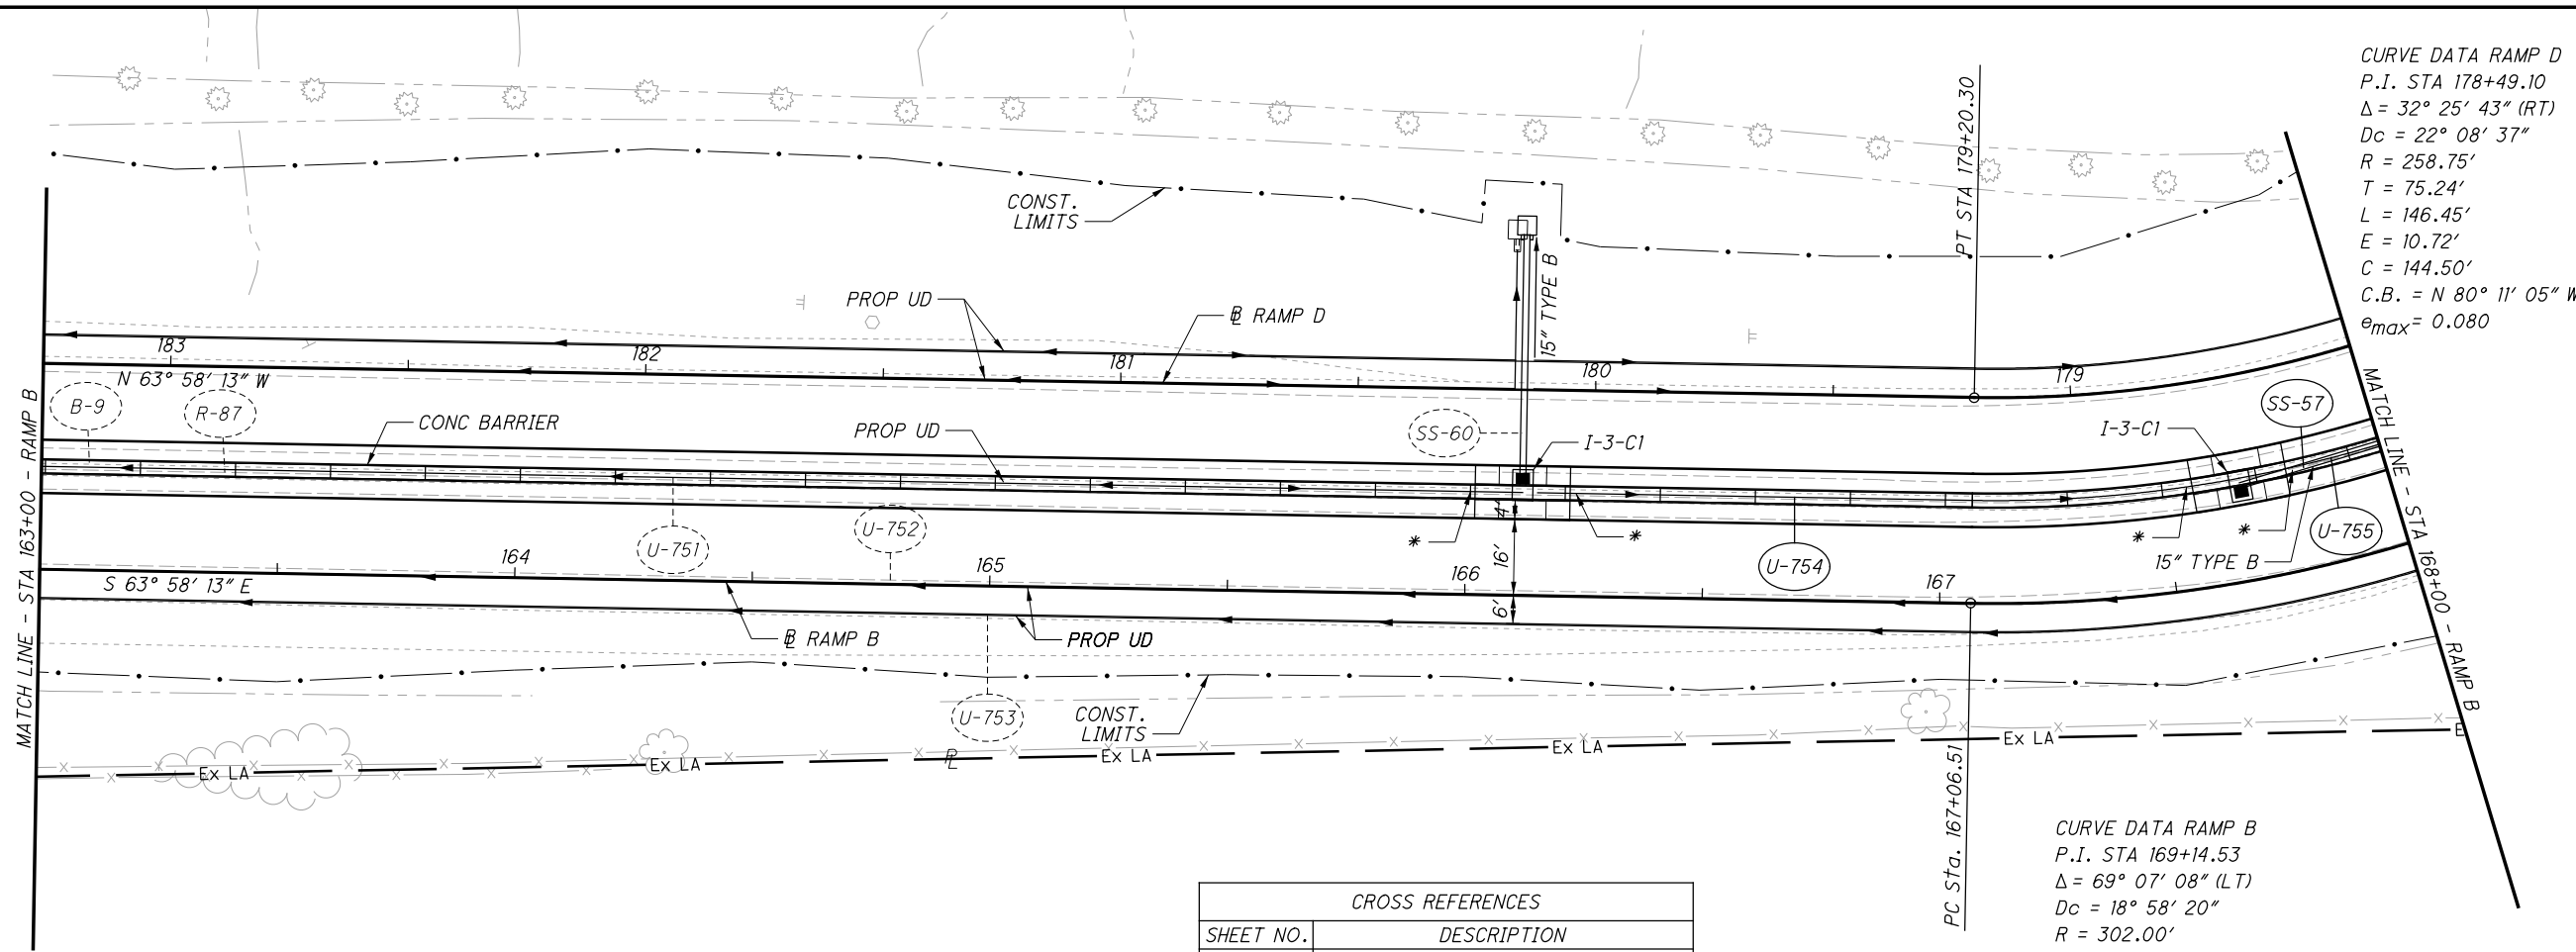 CURVE DATA RAMP D
P.I. STA 178+49.10
Δ = 32° 25' 43" (RT)
Dc = 22° 08' 37"
R = 258.75'
T = 75.24'
L = 146.45'
E = 10.72'
C = 144.50'
C.B. = N 80° 11' 05" W
emax = 0.080
PT STA 179+20.30
CONST.
LIMITS
15" TYPE B
PROP UD
RAMP D
183
182
181
180
179
N 63° 58' 13" W
B-9
R-87
CONC BARRIER
PROP UD
SS-60
I-3-C1
I-3-C1
SS-57
MATCH LINE - STA 163+00 - RAMP B
MATCH LINE - STA 168+00 - RAMP B
U-751
U-752
*
4'
*
U-754
*
*
15" TYPE B
U-755
16'
164
165
166
167
S 63° 58' 13" E
6'
RAMP B
PROP UD
U-753
CONST.
LIMITS
Ex LA
Ex LA
PL
Ex LA
Ex LA
Ex LA
E
PC Sta. 167+06.51
CURVE DATA RAMP B
P.I. STA 169+14.53
Δ = 69° 07' 08" (LT)
Dc = 18° 58' 20"
R = 302.00'
CROSS REFERENCES
SHEET NO.
DESCRIPTION